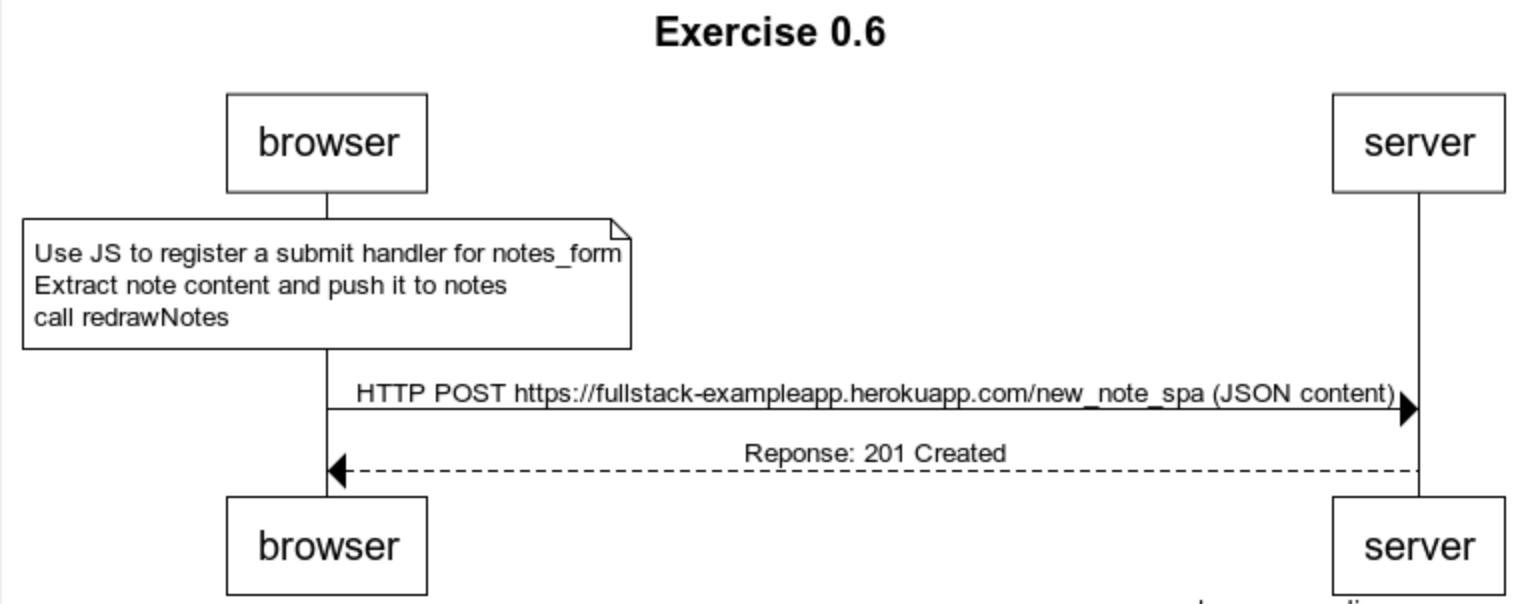 Exercise 0.6
browser
server
Use JS to register a submit handler for notes_form
Extract note content and push it to notes
call redrawNotes
HTTP POST https://fullstack-exampleapp.herokuapp.com/new_note_spa (JSON content)
Reponse: 201 Created
browser
server